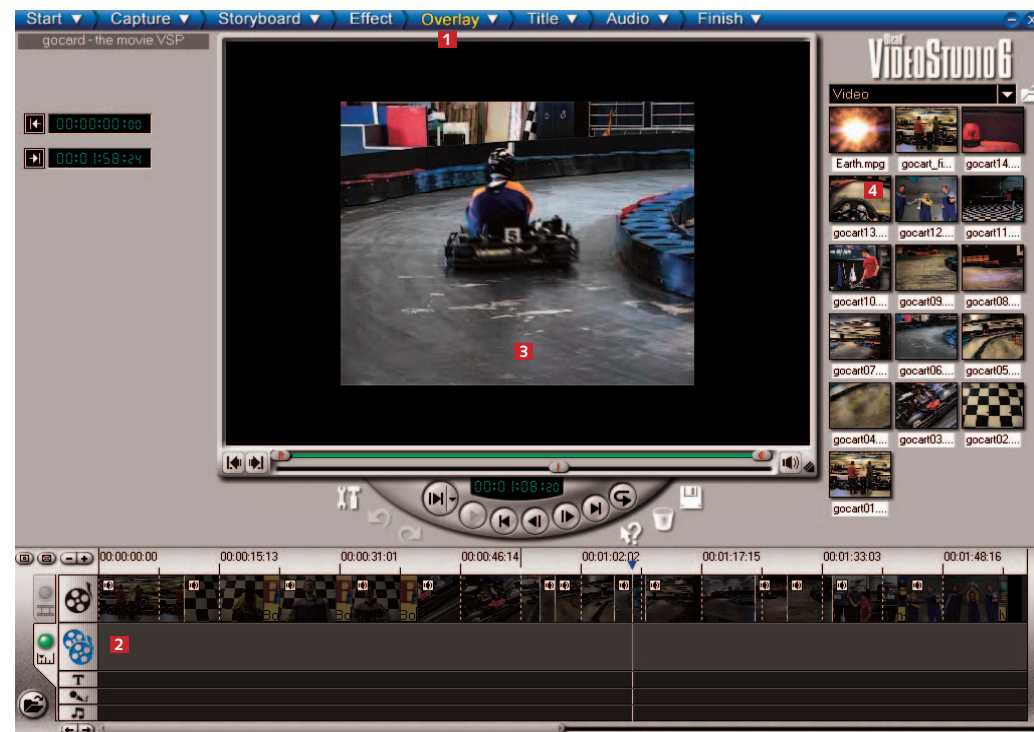 Start ▼ Capture ▼ Storyboard ▼ Effect Overlay ▼ Title ▼ Audio ▼ Finish ▼
1
gocard - the movie.VSP
Ulead
VIDEOSTUDIO 6
Video
00:00:00:00
00:01:58:24
5
3
Earth.mpg gocart_fi... gocart14....
4
gocart13.... gocart12.... gocart11....
gocart10.... gocart09.... gocart08....
gocart07.... gocart06.... gocart05....
gocart04.... gocart03.... gocart02....
gocart01....
00:01:08:20
00:00:00:00 00:00:15:13 00:00:31:01 00:00:46:14 00:01:02:02 00:01:17:15 00:01:33:03 00:01:48:16
2
T